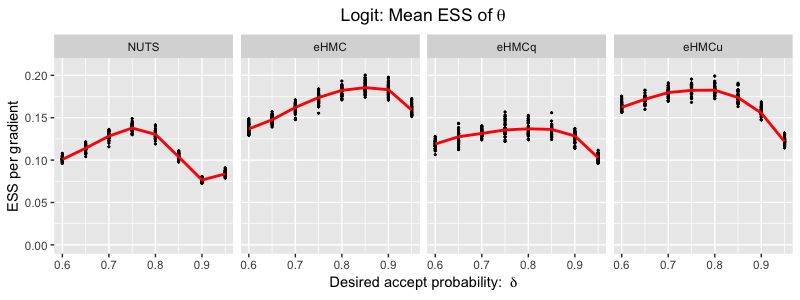 Logit: Mean ESS of θ
NUTS eHMC eHMCq eHMCu
ESS per gradient
0.20
0.15
0.10
0.05
0.00
0.6 0.7 0.8 0.9 0.6 0.7 0.8 0.9 0.6 0.7 0.8 0.9 0.6 0.7 0.8 0.9
Desired accept probability: δ